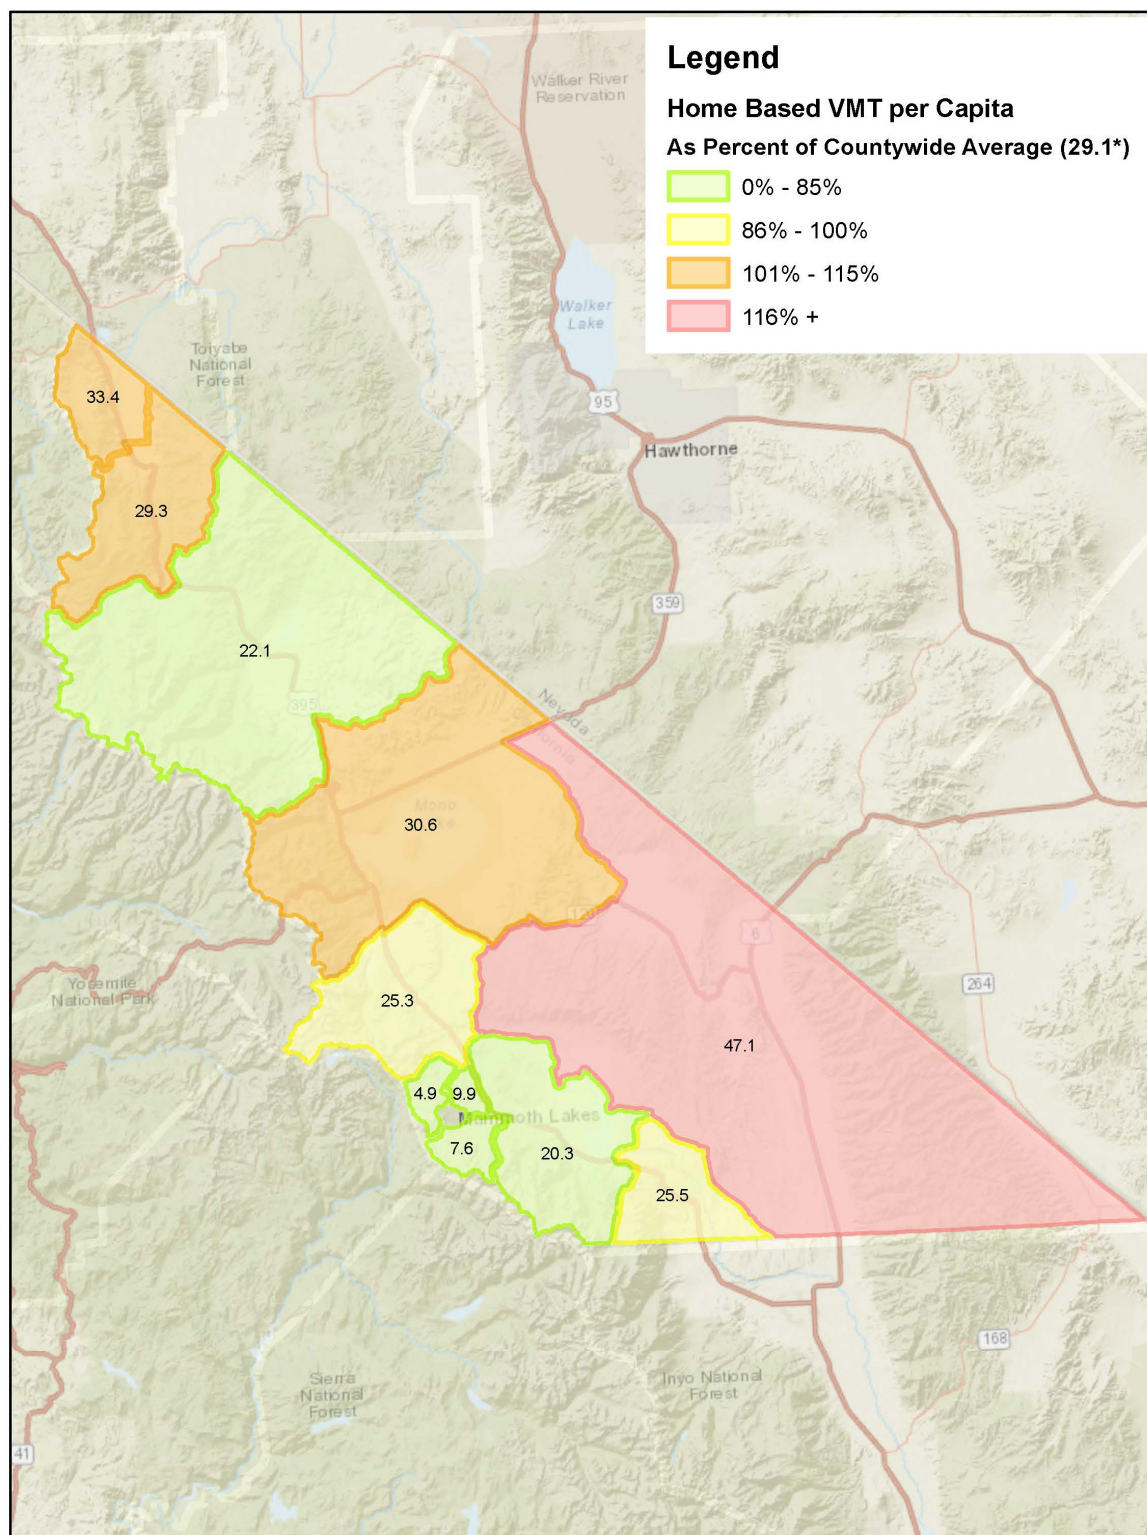 Legend
Home Based VMT per Capita
As Percent of Countywide Average (29.1*)
0% - 85%
86% - 100%
101% - 115%
116% +
Walker River
Reservation
Walker
Lake
Toiyabe
National
Forest
95
Hawthorne
33.4
29.3
359
22.1
395
Nevada
California
Mono
30.6
120
6
Yosemite
National Park
264
25.3
47.1
4.9
9.9
Mammoth Lakes
7.6
20.3
25.5
168
Sierra
National
Forest
Inyo National
Forest
41